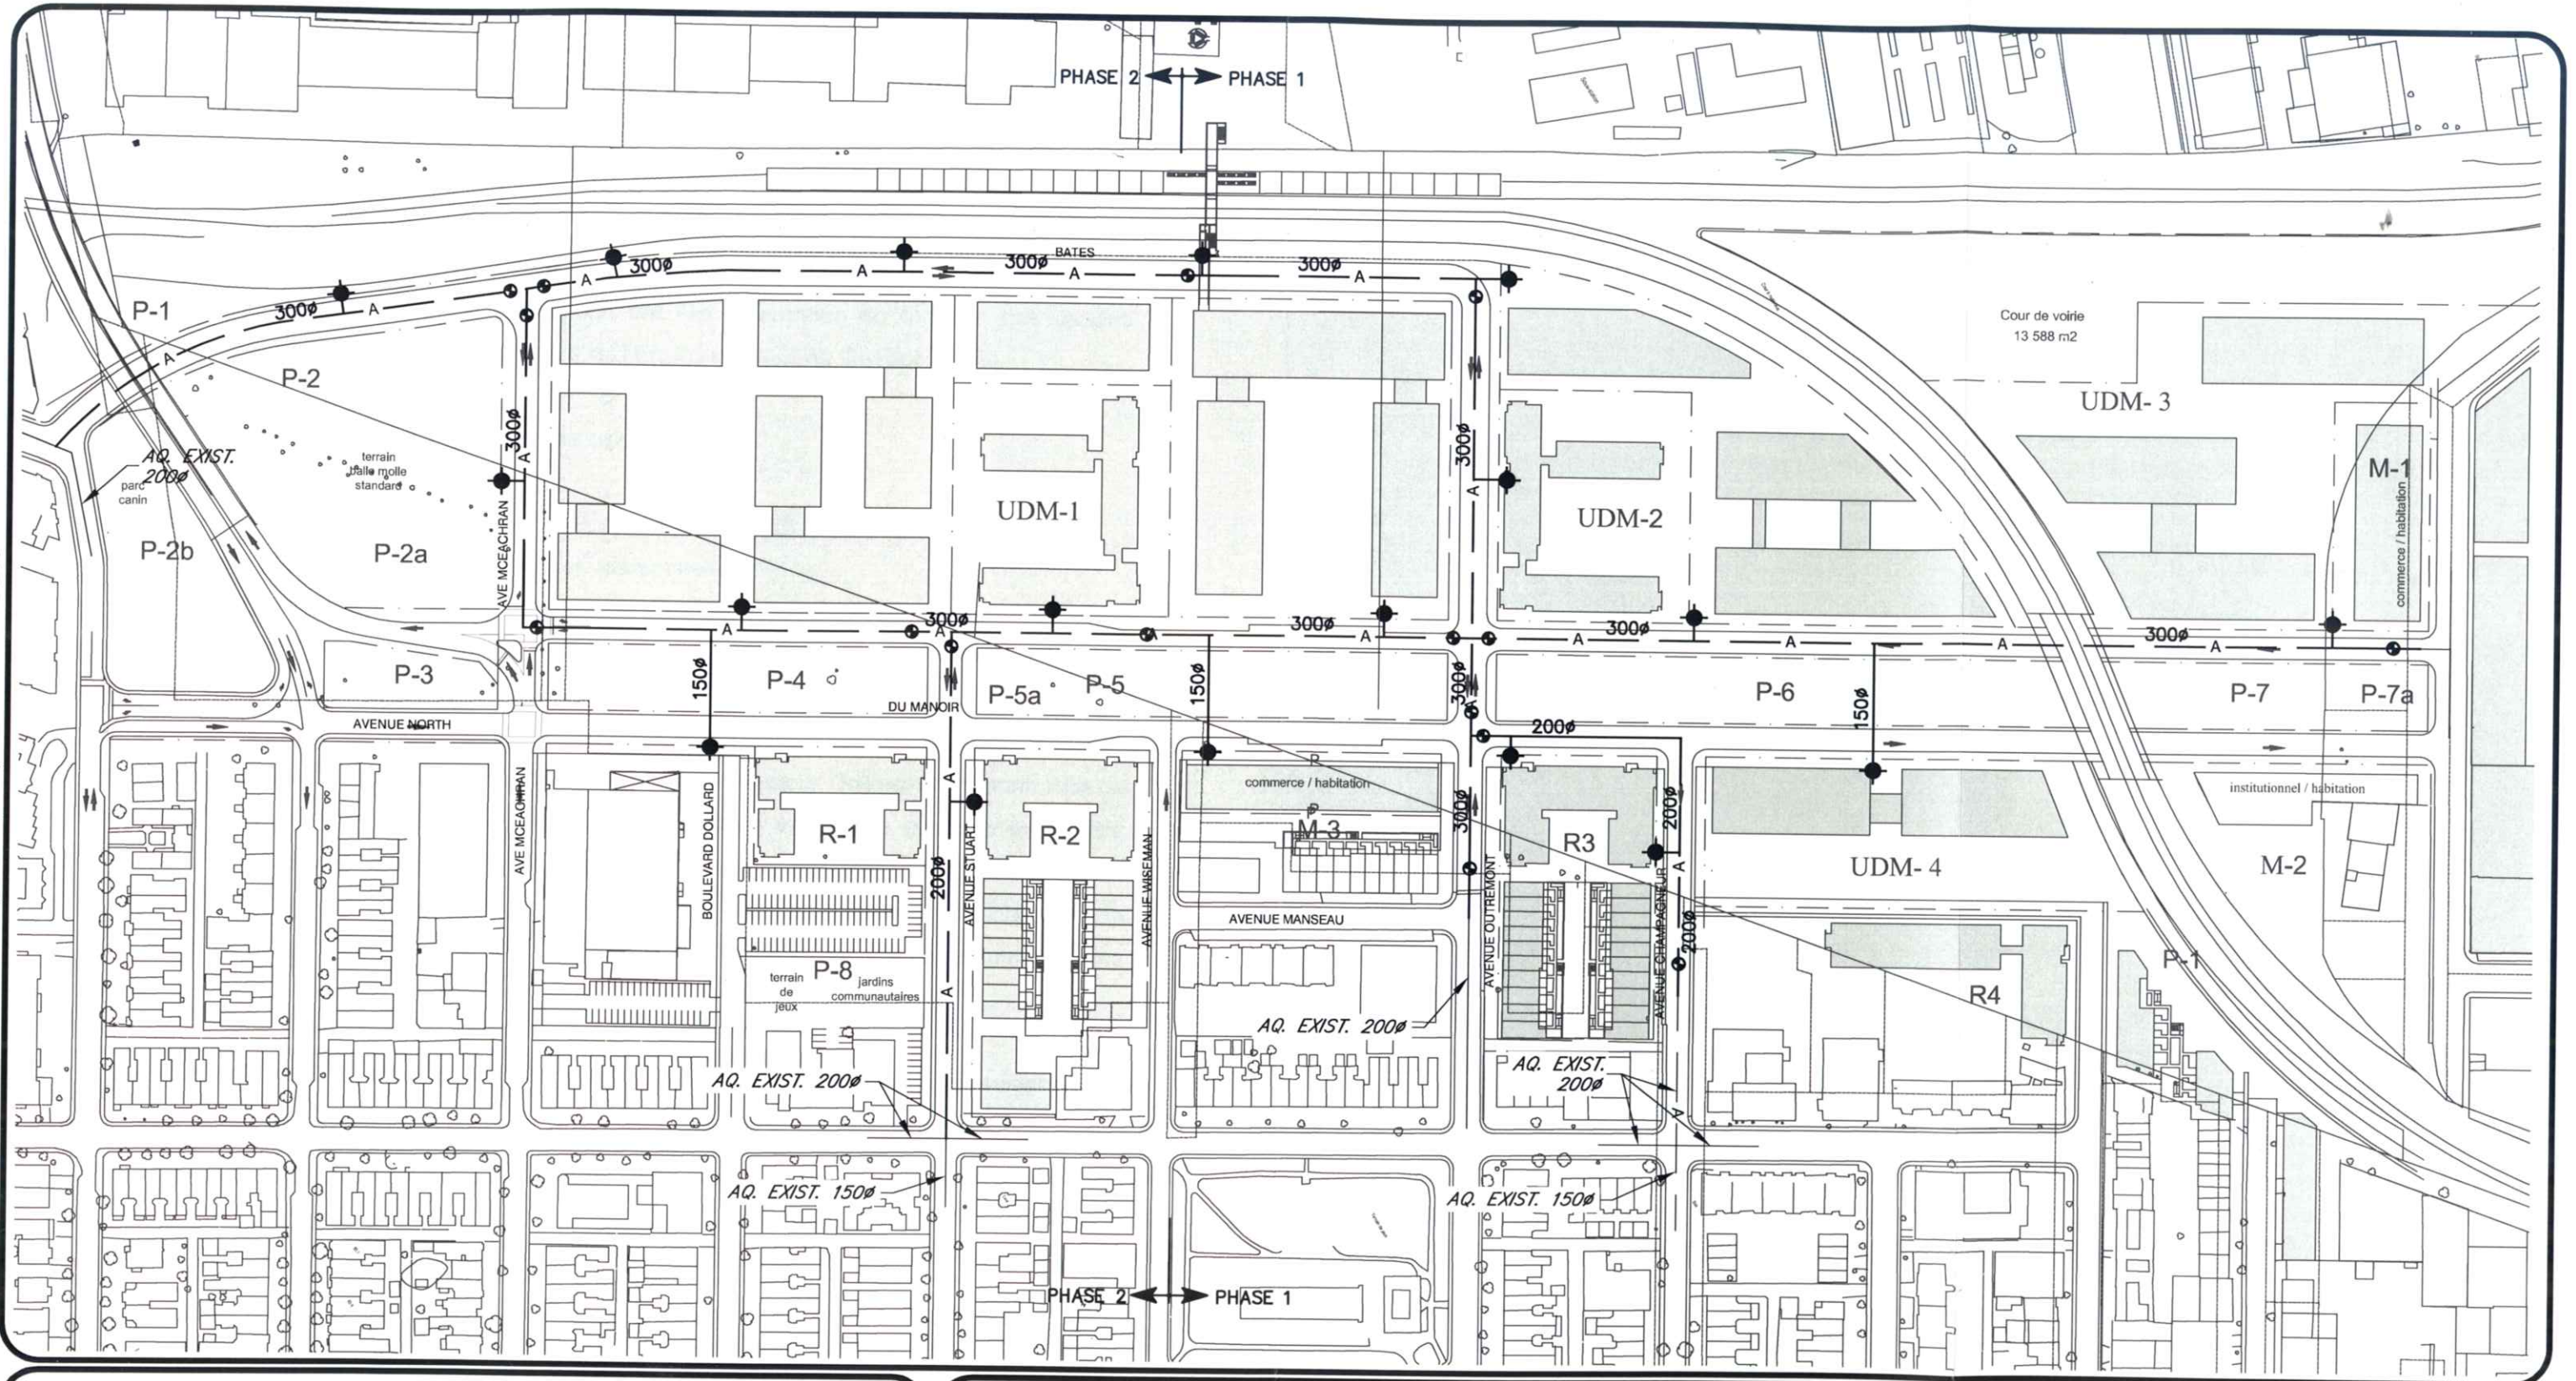 PHASE 2 PHASE 1
BATES
300ø
300ø
300ø
300ø
A
A
A
A
A
A
P-1
P-2
Cour de voirie
13 588 m2
UDM- 3
AQ. EXIST.
200ø
parc
canin
terrain
balle molle
standard
300ø
A
300ø
A
M-1
commerce / habitation
UDM-1
UDM-2
P-2b
P-2a
AVE MCEACHRAN
A
300ø
A
A
300ø
A
A
300ø
A
A
300ø
A
P-3
150ø
P-4
DU MANOIR
P-5a
P-5
150ø
300ø
P-6
150ø
P-7
P-7a
AVENUE NORTH
200ø
AVE MCEACHRAN
BOULEVARD DOLLARD
R-1
A
200ø
AVENUE STUART
R-2
AVENUE WISEMAN
P
commerce / habitation
P
M-3
300ø
R3
200ø
A
UDM- 4
institutionnel / habitation
M-2
AVENUE MANSEAU
AVENUE OUTREMONT
AVENUE CHAMPAGNEUR
200ø
P-1
R4
P-8
terrain
de
jeux
jardins
communautaires
A
AQ. EXIST. 200ø
AQ. EXIST. 200ø
AQ. EXIST.
200ø
A
AQ. EXIST. 150ø
AQ. EXIST. 150ø
PHASE 2 PHASE 1